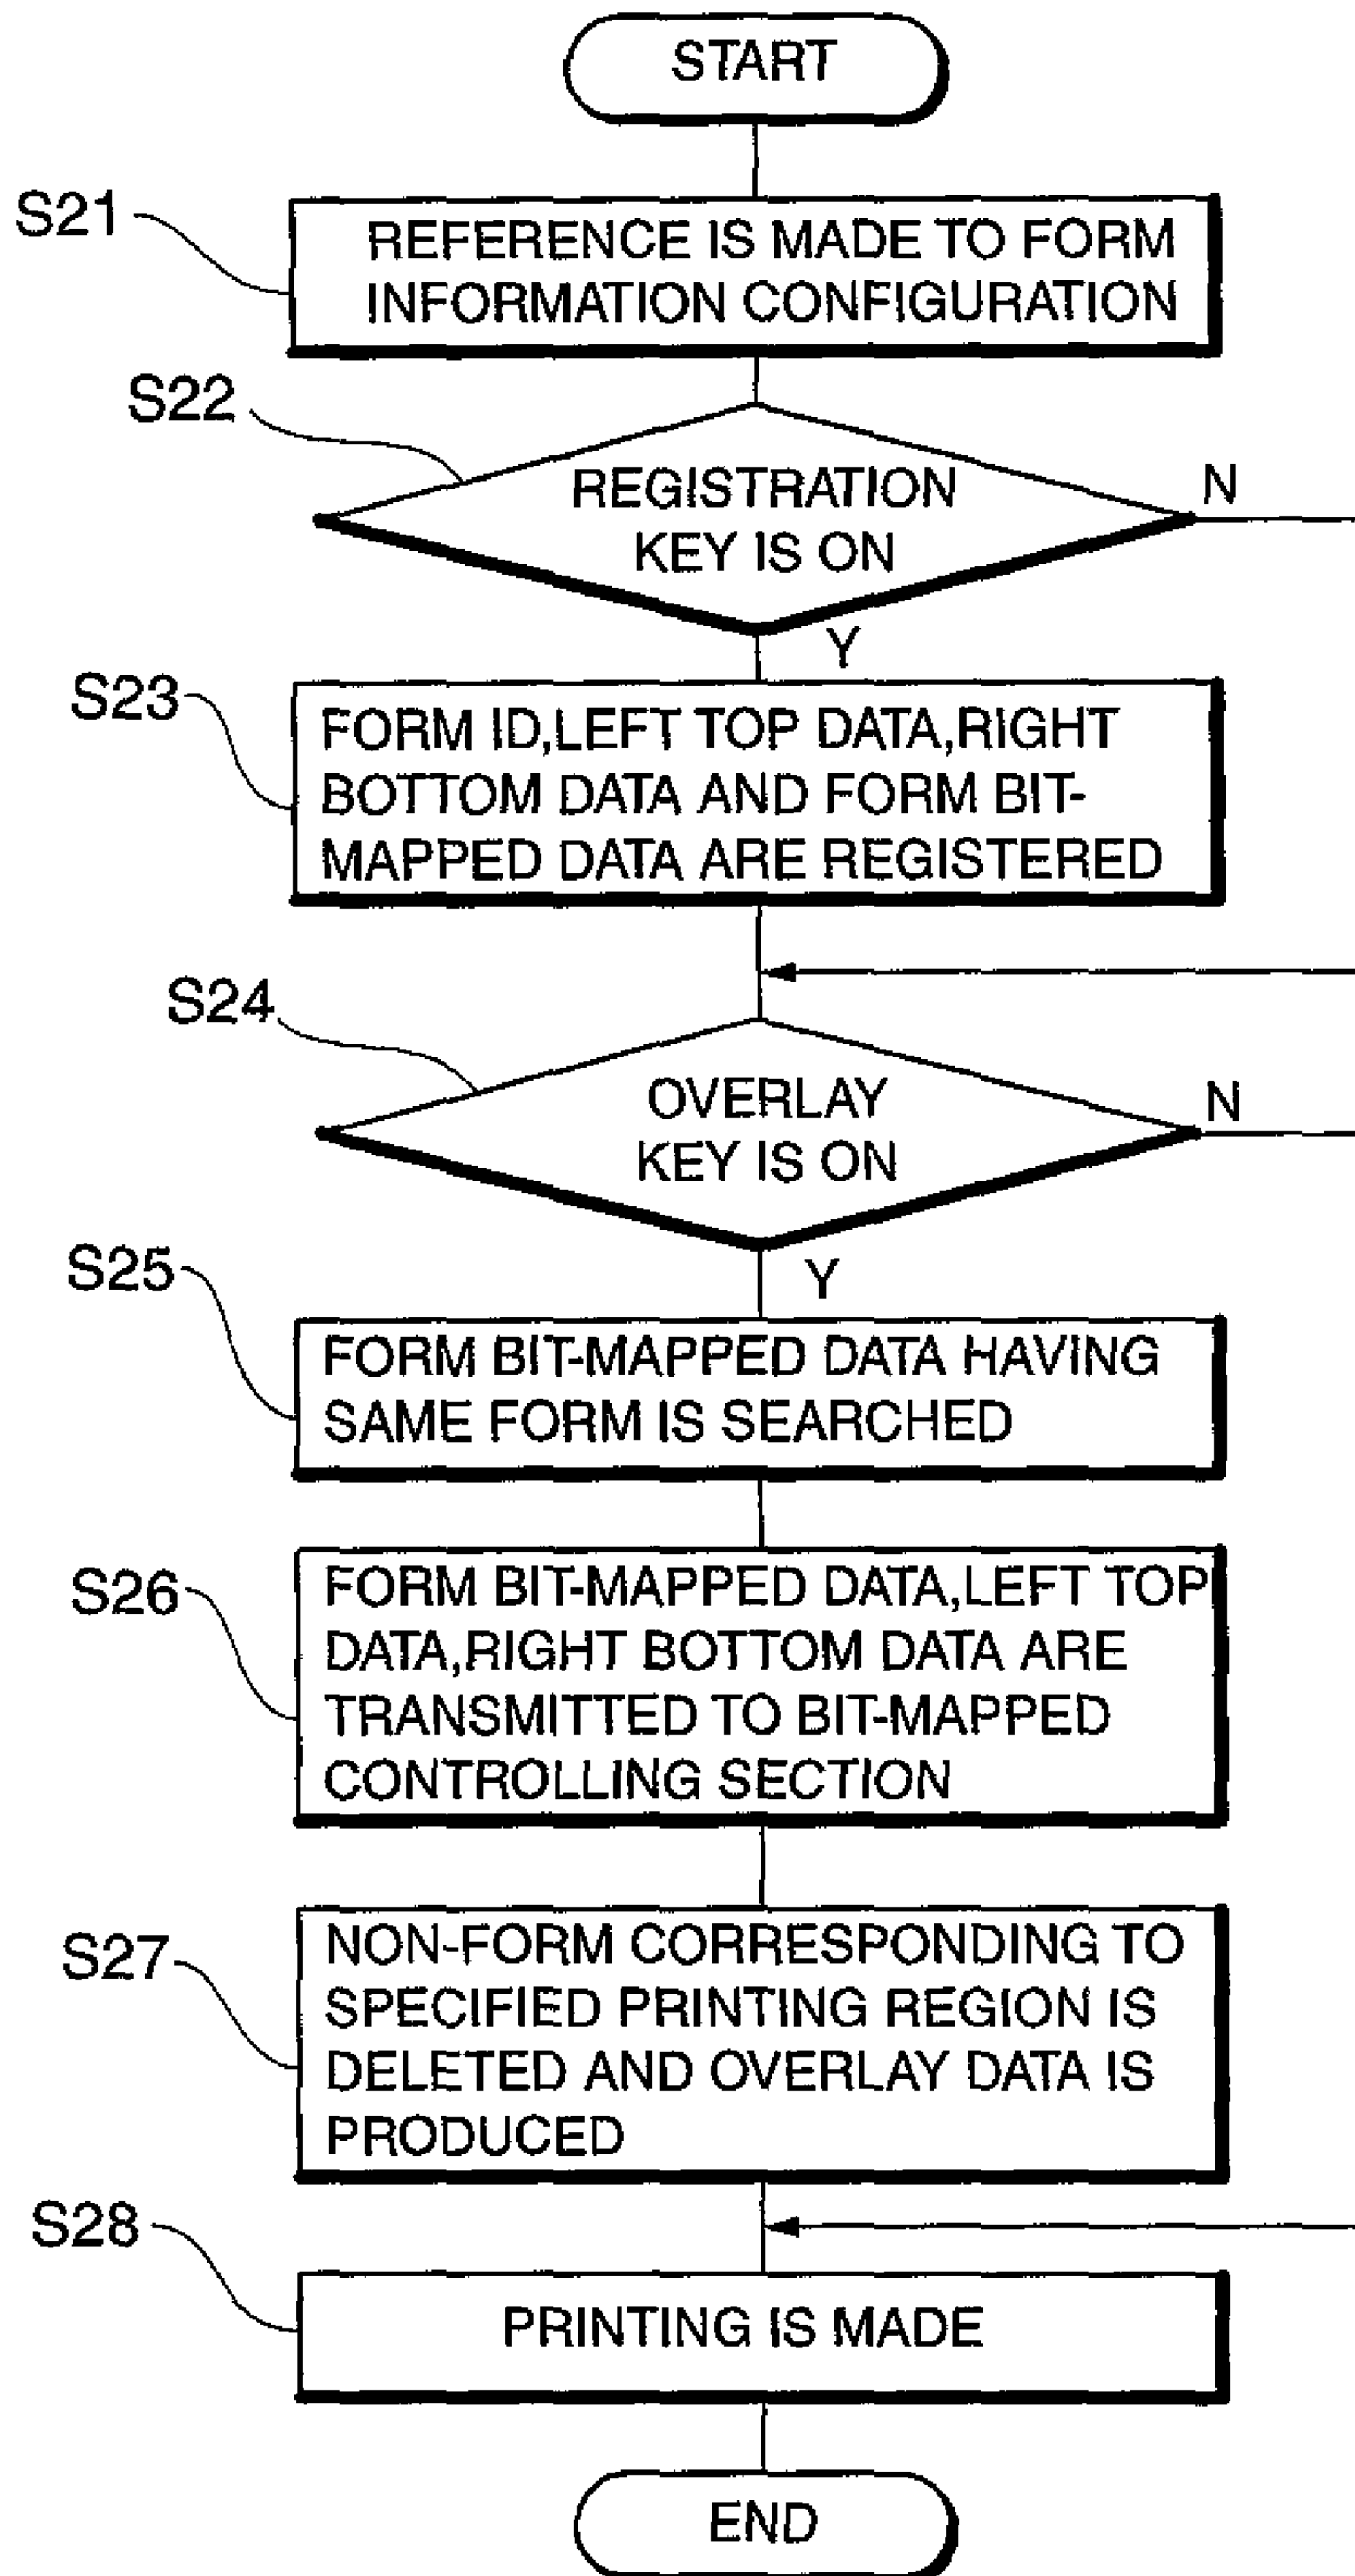 START
S21
REFERENCE IS MADE TO FORM
INFORMATION CONFIGURATION
S22
REGISTRATION
KEY IS ON
N
Y
S23
FORM ID,LEFT TOP DATA,RIGHT
BOTTOM DATA AND FORM BIT-
MAPPED DATA ARE REGISTERED
S24
OVERLAY
KEY IS ON
N
Y
S25
FORM BIT-MAPPED DATA HAVING
SAME FORM IS SEARCHED
S26
FORM BIT-MAPPED DATA,LEFT TOP
DATA,RIGHT BOTTOM DATA ARE
TRANSMITTED TO BIT-MAPPED
CONTROLLING SECTION
S27
NON-FORM CORRESPONDING TO
SPECIFIED PRINTING REGION IS
DELETED AND OVERLAY DATA IS
PRODUCED
S28
PRINTING IS MADE
END